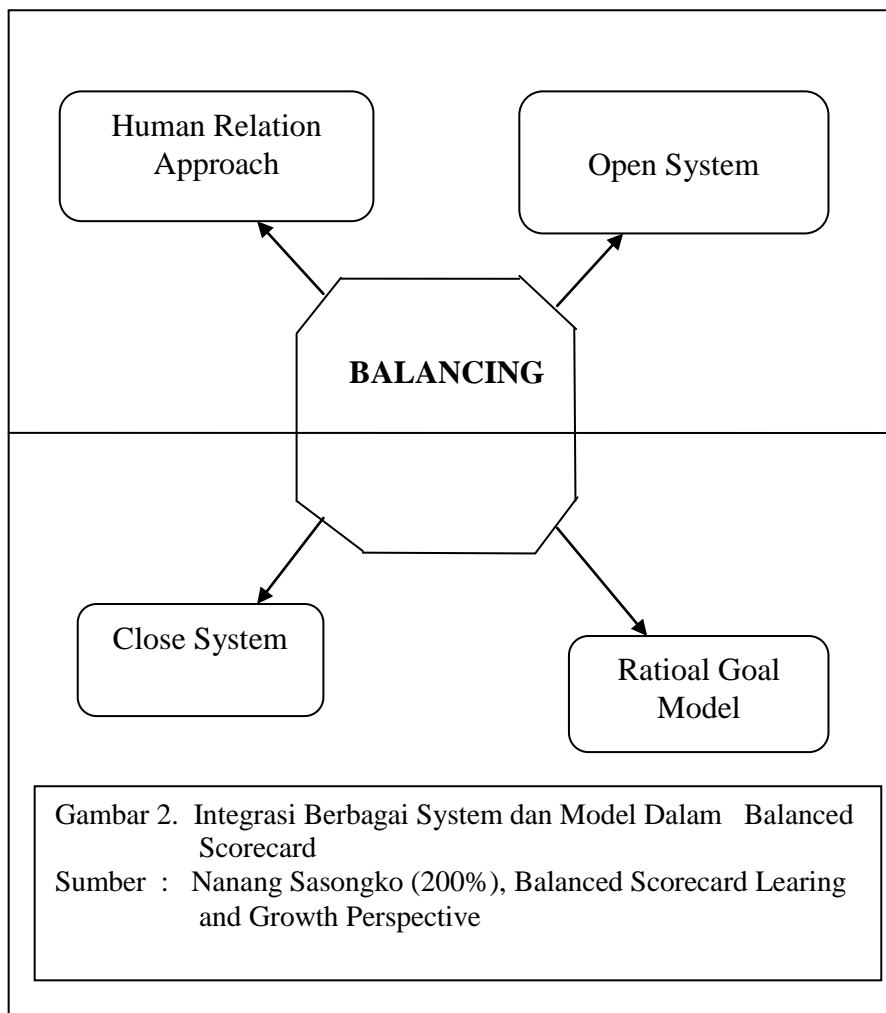 Human Relation
Approach
Open System
BALANCING
Close System
Ratioal Goal
Model
Gambar 2. Integrasi Berbagai System dan Model Dalam Balanced
Scorecard
Sumber : Nanang Sasongko (200%), Balanced Scorecard Learing
and Growth Perspective